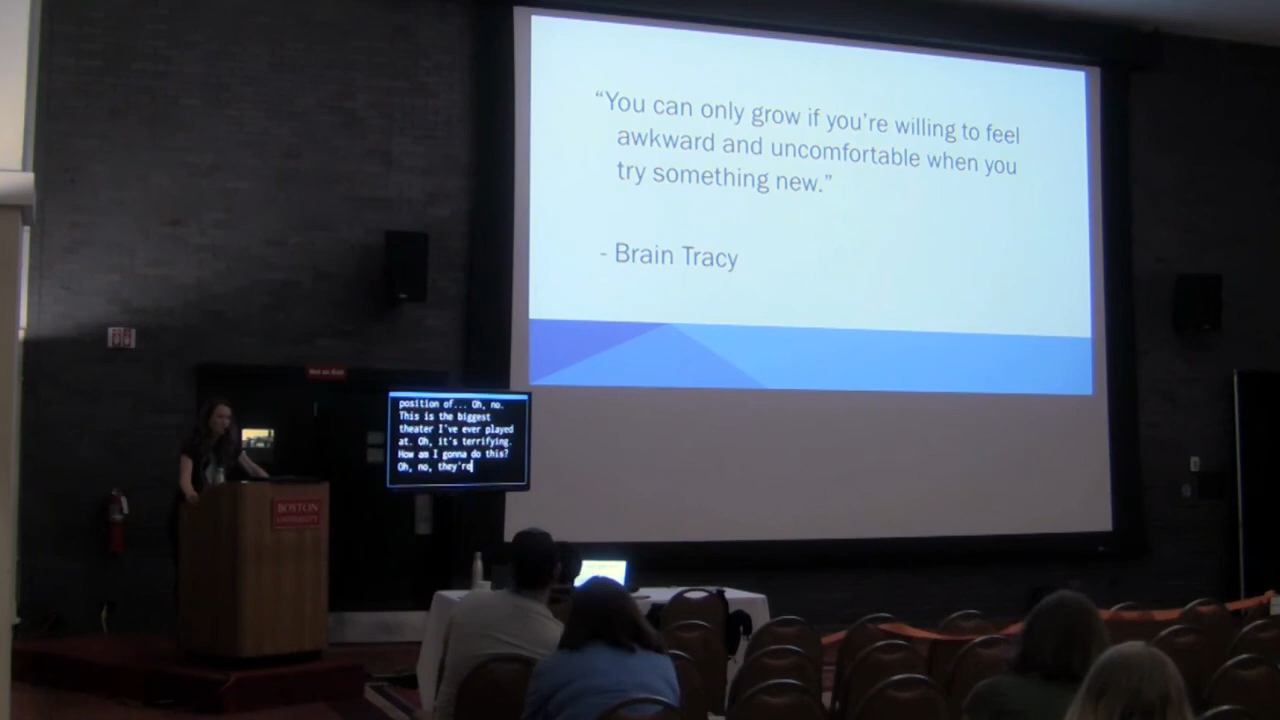 “You can only grow if you’re willing to feel
awkward and uncomfortable when you
try something new.”
- Brain Tracy
position of... Oh, no.
This is the biggest
theater I've ever played
at. Oh, it's terrifying.
How am I gonna do this?
Oh, no, they're
BOSTON
UNIVERSITY